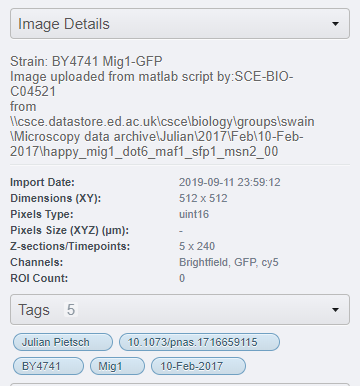 Image Details
Strain: BY4741 Mig1-GFP
Image uploaded from matlab script by:SCE-BIO-
C04521
from
\\csce.datastore.ed.ac.uk\csce\biology\groups\swain
\Microscopy data archive\Julian\2017\Feb\10-Feb-
2017\happy_mig1_dot6_maf1_sfp1_msn2_00
Import Date: 2019-09-11 23:59:12
Dimensions (XY): 512 x 512
Pixels Type: uint16
Pixels Size (XYZ) (µm): -
Z-sections/Timepoints: 5 x 240
Channels: Brightfield, GFP, cy5
ROI Count: 0
Tags 5
Julian Pietsch 10.1073/pnas.1716659115
BY4741 Mig1 10-Feb-2017